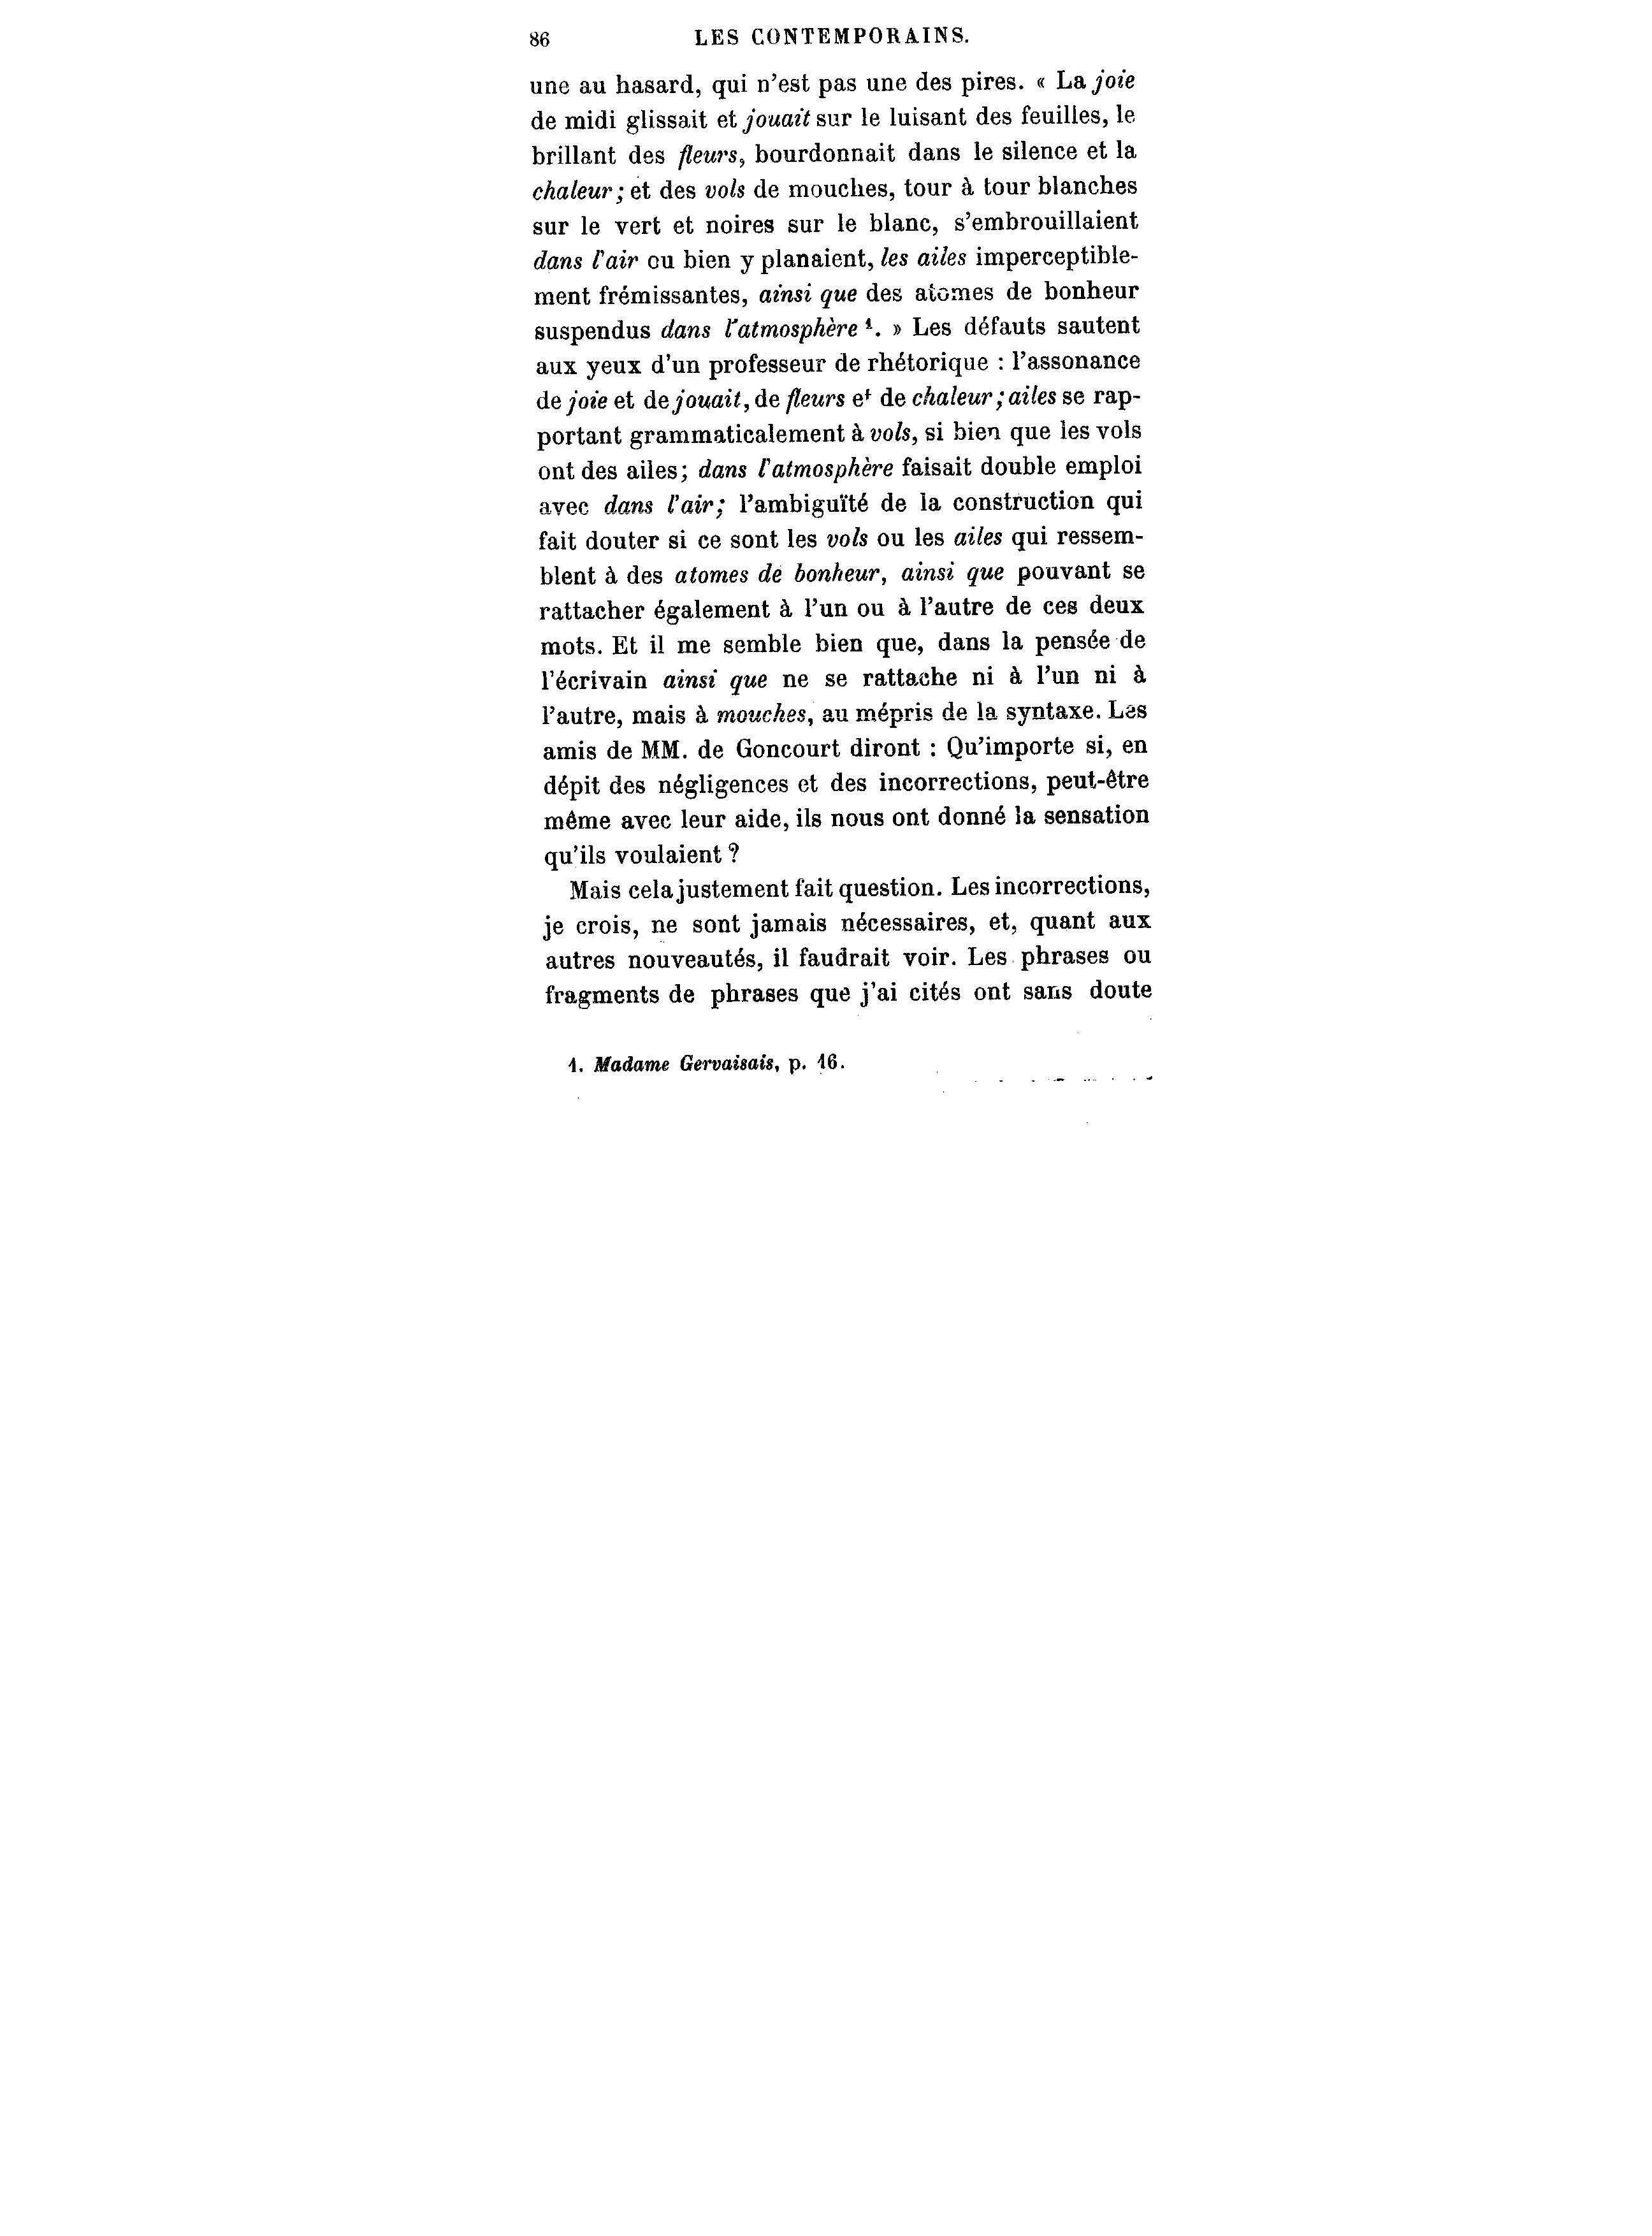 86 LES CONTEMPORAINS.
une au hasard, qui n'est pas une des pires. « La joie
de midi glissait et jouait sur le luisant des feuilles, le
brillant des fleurs, bourdonnait dans le silence et la
chaleur; et des vols de mouches, tour à tour blanches
sur le vert et noires sur le blanc, s'embrouillaient
dans l'air ou bien y planaient, les ailes imperceptible-
ment frémissantes, ainsi que des atomes de bonheur
suspendus dans l'atmosphère ¹. » Les défauts sautent
aux yeux d'un professeur de rhétorique : l'assonance
de joie et de jouait, de fleurs et de chaleur; ailes se rap-
portant grammaticalement à vols, si bien que les vols
ont des ailes; dans l'atmosphère faisait double emploi
avec dans l'air; l'ambiguïté de la construction qui
fait douter si ce sont les vols ou les ailes qui ressem-
blent à des atomes de bonheur, ainsi que pouvant se
rattacher également à l'un ou à l'autre de ces deux
mots. Et il me semble bien que, dans la pensée de
l'écrivain ainsi que ne se rattache ni à l'un ni à
l'autre, mais à mouches, au mépris de la syntaxe. Les
amis de MM. de Goncourt diront : Qu'importe si, en
dépit des négligences et des incorrections, peut-être
même avec leur aide, ils nous ont donné la sensation
qu'ils voulaient ?
Mais cela justement fait question. Les incorrections,
je crois, ne sont jamais nécessaires, et, quant aux
autres nouveautés, il faudrait voir. Les phrases ou
fragments de phrases que j'ai cités ont sans doute
1. Madame Gervaisais, p. 16.